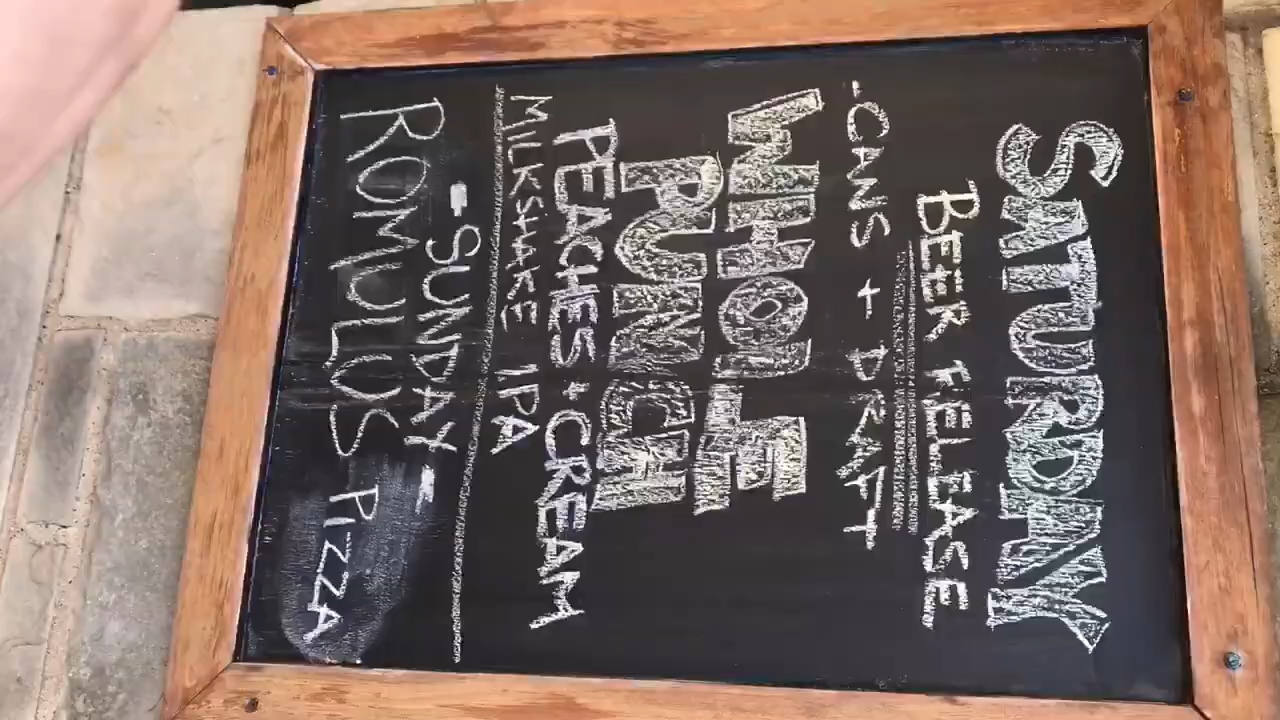 SATURDAY
BEER RELEASE
-CANS + DRAFT
WHOLE
PUNCH
PEACHES + CREAM
MILKSHAKE IPA
- SUNDAY -
ROMULUS PIZZA